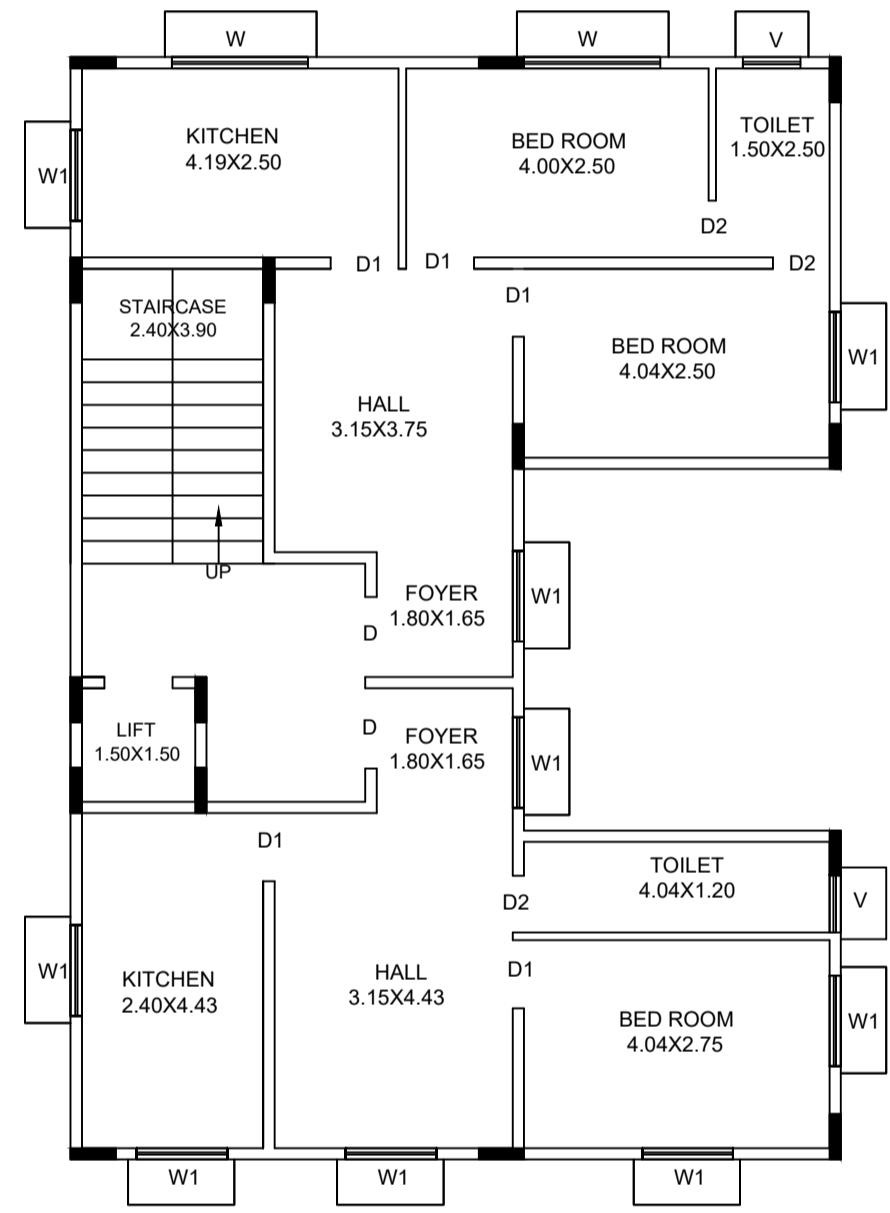 W
W
V
KITCHEN
4.19X2.50
BED ROOM
4.00X2.50
TOILET
1.50X2.50
W1
D2
D1
D1
D2
STAIRCASE
2.40X3.90
D1
BED ROOM
4.04X2.50
W1
HALL
3.15X3.75
UP
FOYER
1.80X1.65
W1
D
LIFT
1.50X1.50
D
FOYER
1.80X1.65
W1
D1
TOILET
4.04X1.20
D2
V
W1
KITCHEN
2.40X4.43
HALL
3.15X4.43
D1
BED ROOM
4.04X2.75
W1
W1
W1
W1